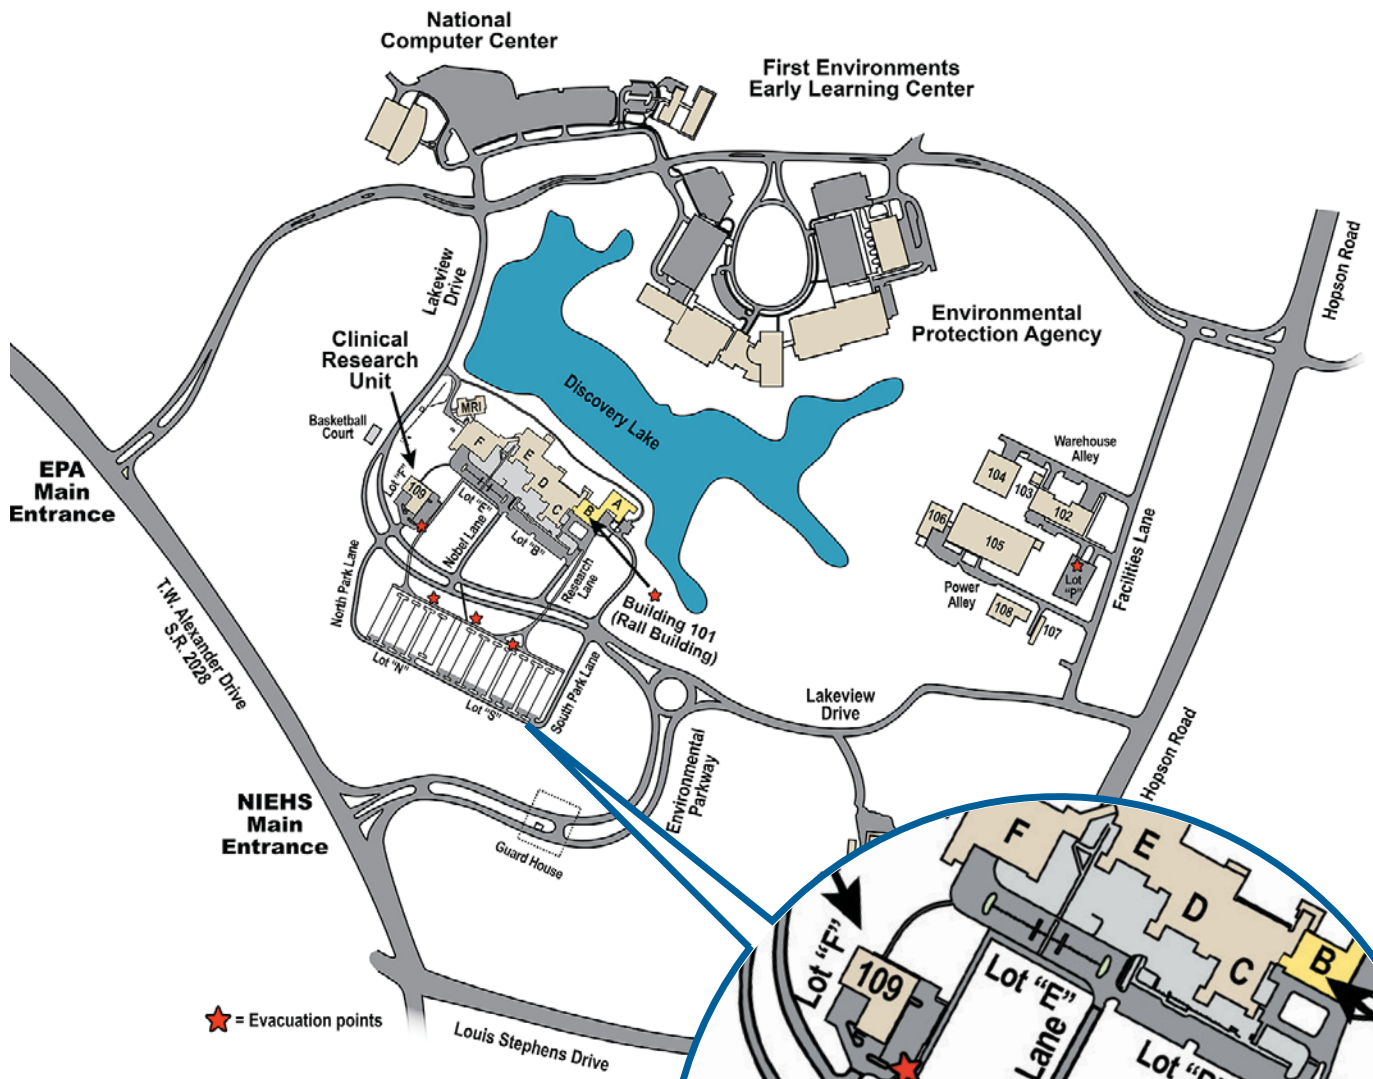 National
Computer Center
First Environments
Early Learning Center
Hopson Road
Lakeview
Drive
Environmental
Protection Agency
Clinical
Research
Unit
Discovery Lake
MRI
Basketball
Court
F
E
D
C
B
A
Lot "F"
109
Lot "E"
Lot "B"
Nobel Lane
Research
Lane
North Park Lane
EPA
Main
Entrance
Warehouse
Alley
104
103
102
106
105
Lot
"P"
Facilities Lane
Power
Alley
108
107
Building 101
(Rall Building)
T.W. Alexander Drive
S.R. 2028
Lot "N"
Lot "S"
South Park Lane
Lakeview
Drive
Hopson Road
Environmental
Parkway
NIEHS
Main
Entrance
Guard House
= Evacuation points
Louis Stephens Drive
F
E
D
C
B
Lot "F"
109
Lot "E"
Lane